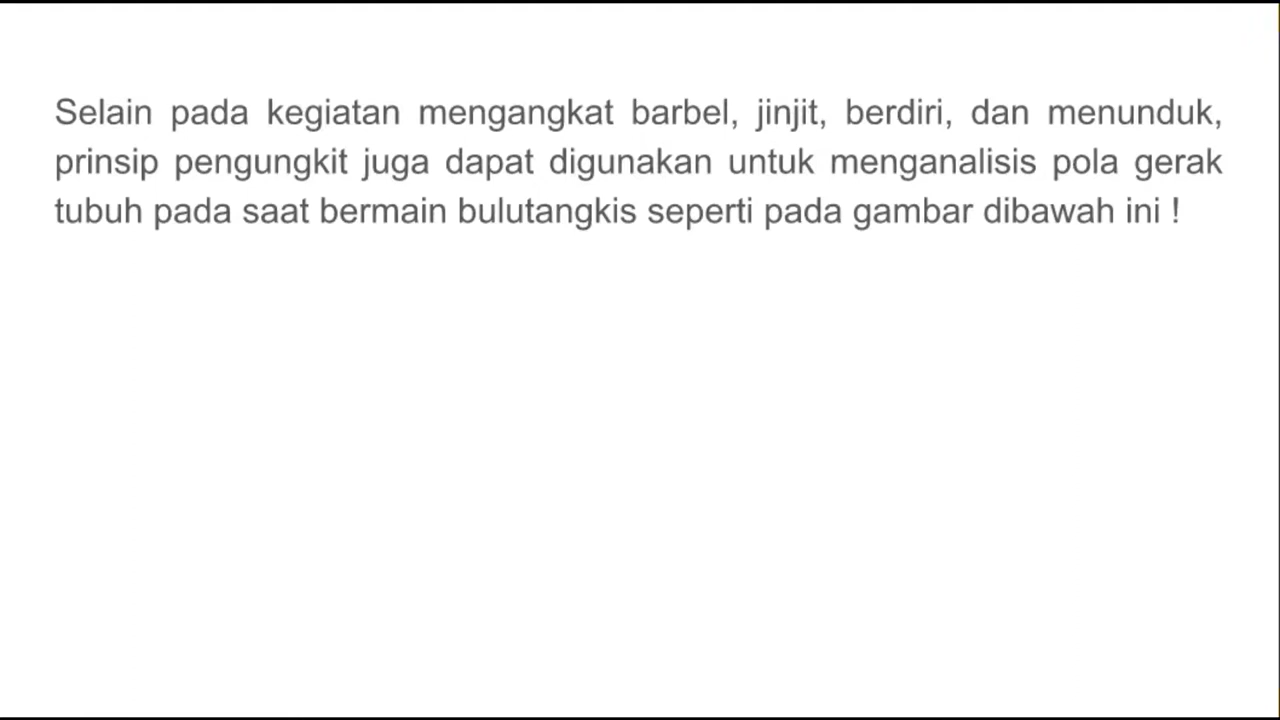 Selain pada kegiatan mengangkat barbel, jinjit, berdiri, dan menunduk,
prinsip pengungkit juga dapat digunakan untuk menganalisis pola gerak
tubuh pada saat bermain bulutangkis seperti pada gambar dibawah ini !